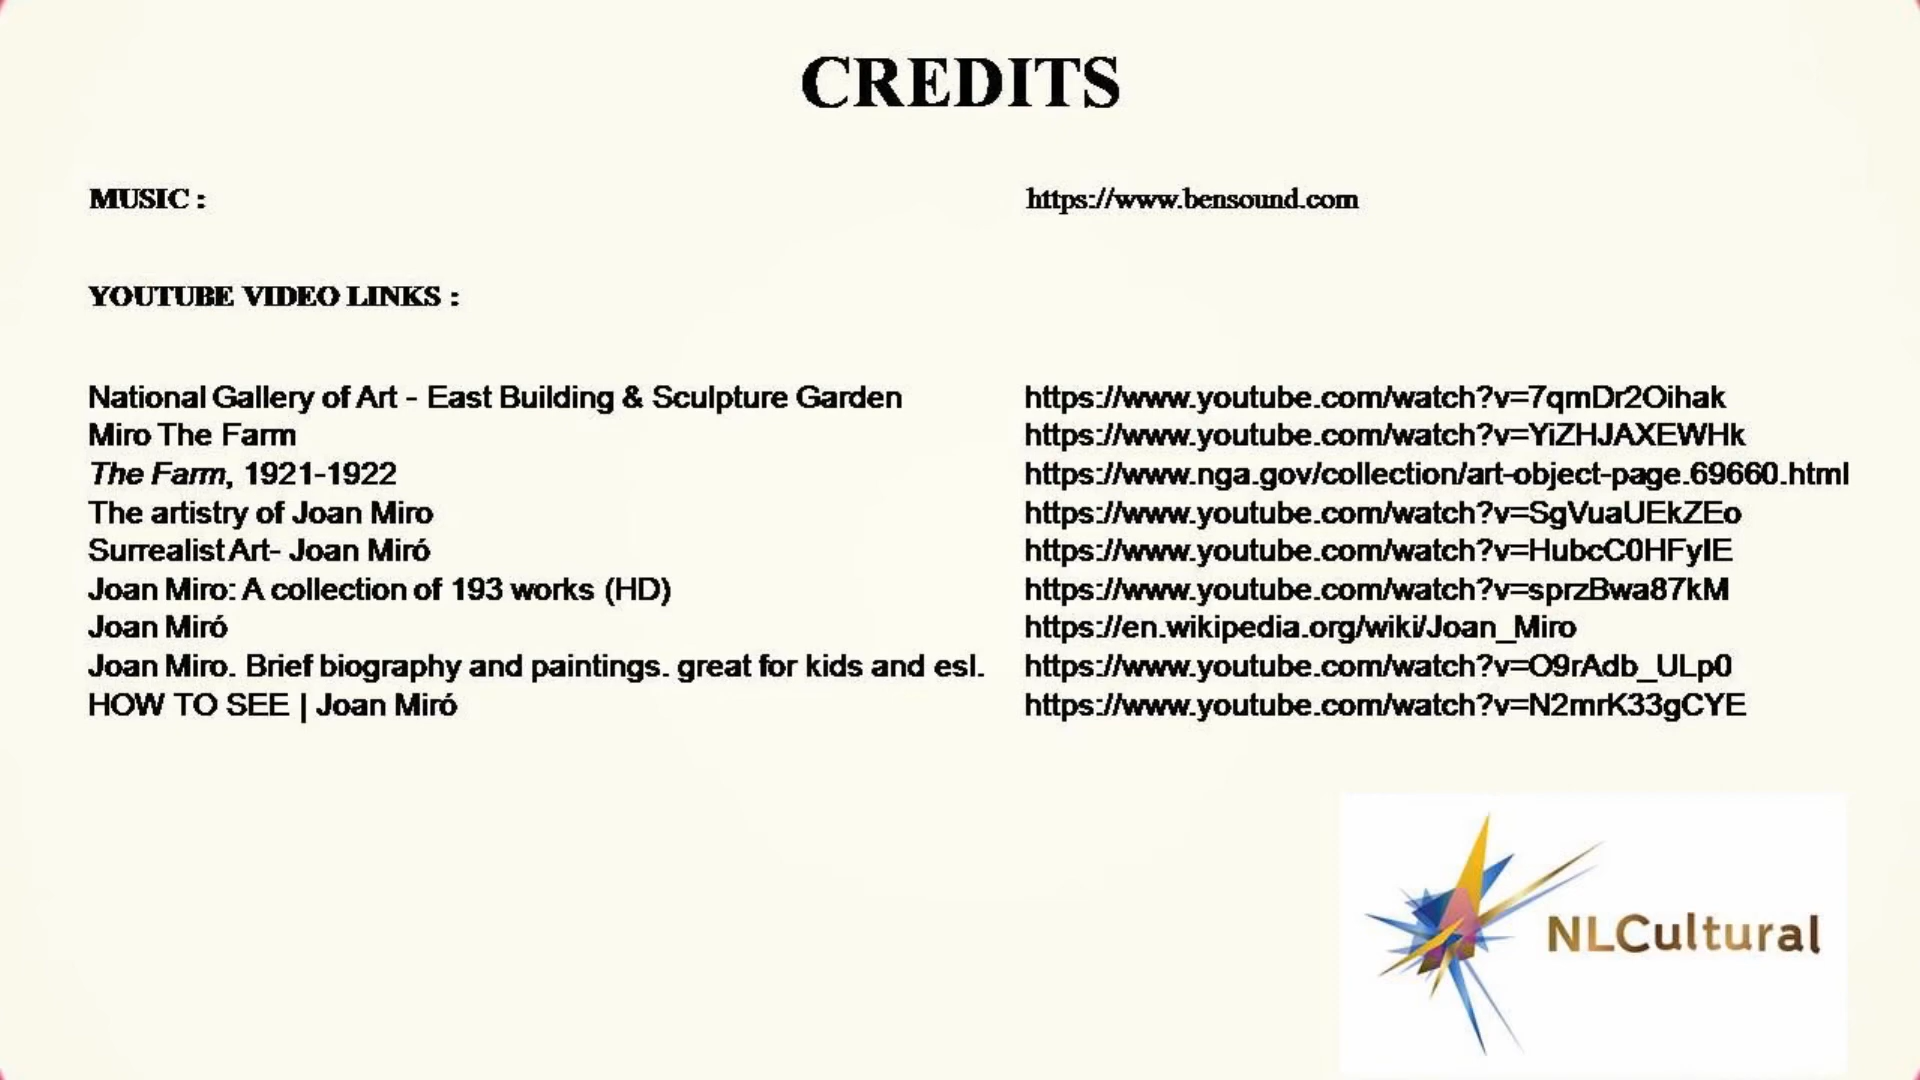 CREDITS
MUSIC : https://www.bensound.com
YOUTUBE VIDEO LINKS :
National Gallery of Art - East Building & Sculpture Garden https://www.youtube.com/watch?v=7qmDr2Oihak
Miro The Farm https://www.youtube.com/watch?v=YiZHJAXEWHk
The Farm, 1921-1922 https://www.nga.gov/collection/art-object-page.69660.html
The artistry of Joan Miro https://www.youtube.com/watch?v=SgVuaUEkZEo
Surrealist Art- Joan Miró https://www.youtube.com/watch?v=HubcC0HFyIE
Joan Miro: A collection of 193 works (HD) https://www.youtube.com/watch?v=sprzBwa87kM
Joan Miró https://en.wikipedia.org/wiki/Joan_Miro
Joan Miro. Brief biography and paintings. great for kids and esl. https://www.youtube.com/watch?v=O9rAdb_ULp0
HOW TO SEE | Joan Miró https://www.youtube.com/watch?v=N2mrK33gCYE
NLCultural